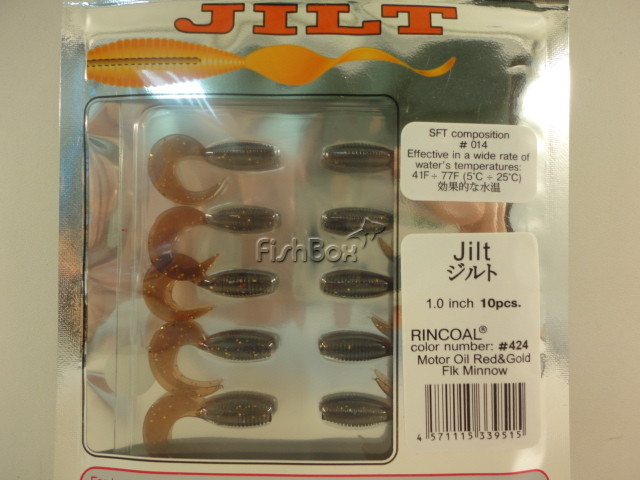 JILT
SFT composition
# 014
Effective in a wide rate of
water's temperatures:
41F ÷ 77F (5℃ ÷ 25℃)
効果的な水温
FishBox
Jilt
ジルト
1.0 inch 10pcs.
RINCOAL®
color number: #424
Motor Oil Red&Gold
Flk Minnow
4 571115 339515